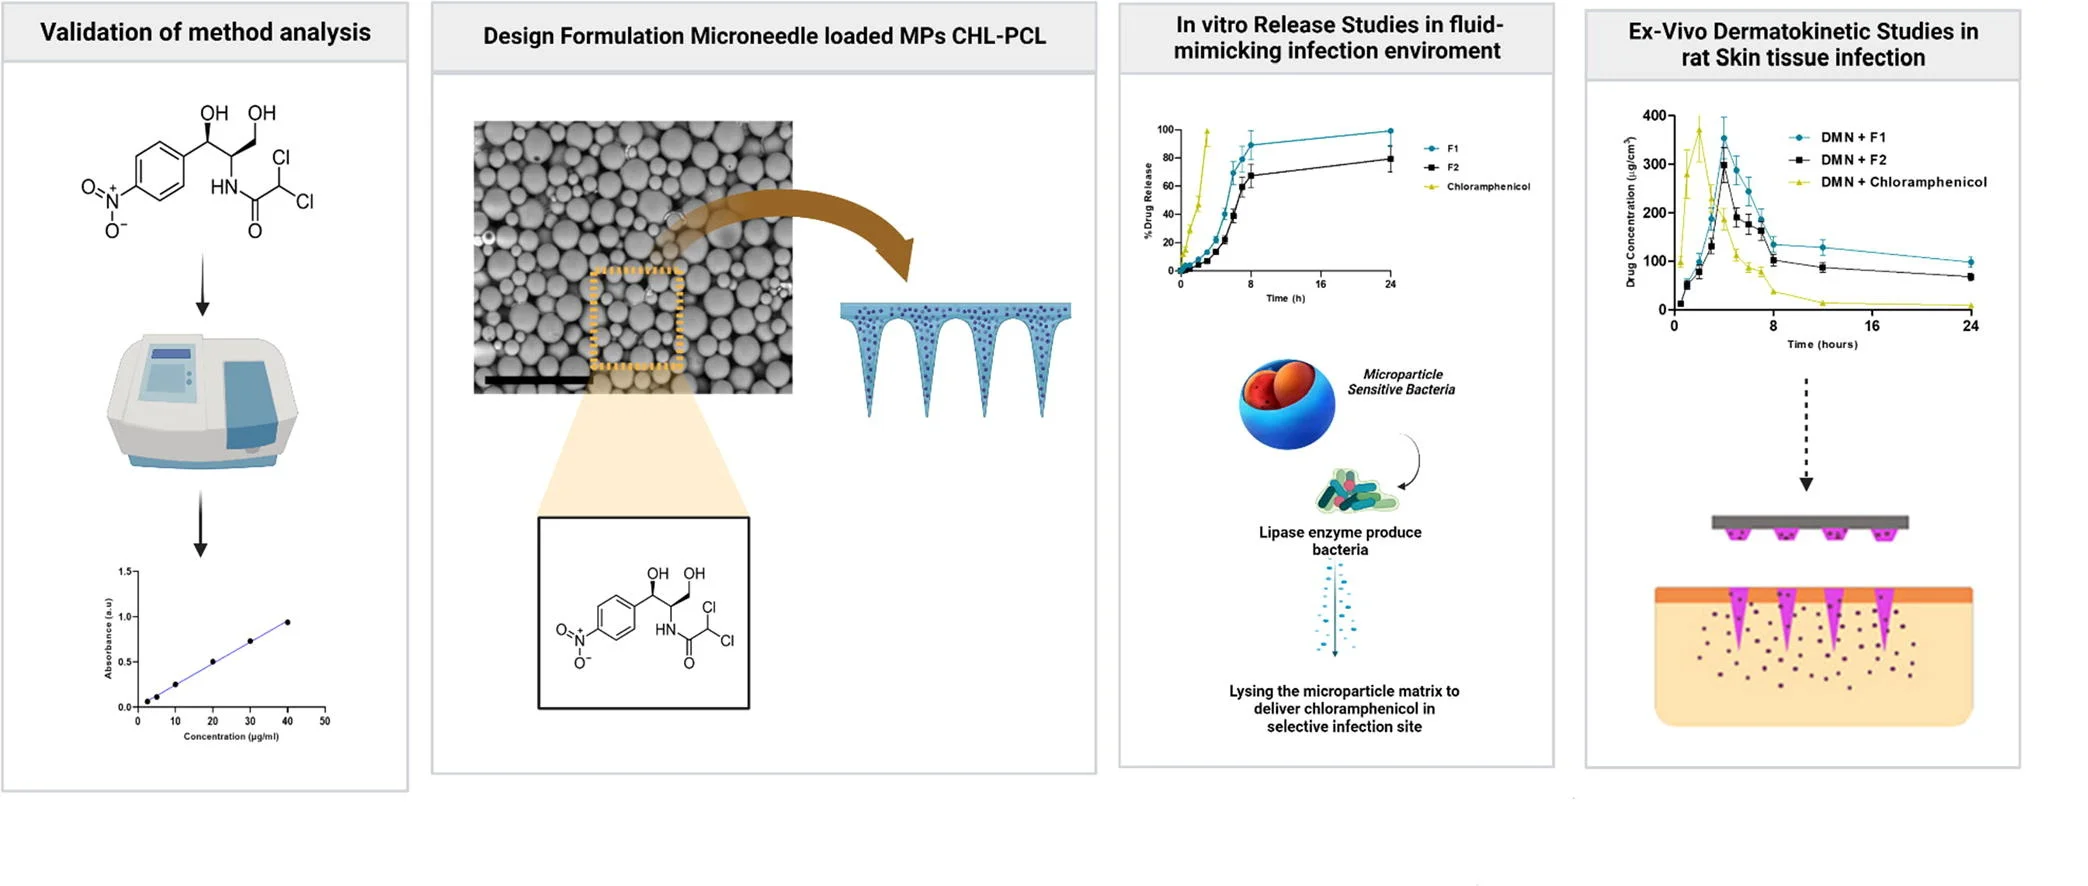 Validation of method analysis
OH OH
Cl
Cl
HN
O
N+
O−
O
1.5
1.0
0.5
0.0
Absorbance (a.u)
0 10 20 30 40 50
Concentration (µg/ml)
Design Formulation Microneedle loaded MPs CHL-PCL
OH OH
Cl
Cl
HN
O
N+
O−
O
In vitro Release Studies in fluid-
mimicking infection enviroment
100
80
60
40
20
0
%Drug Release
0 8 16 24
Time (h)
F1
F2
Chloramphenicol
Microparticle
Sensitive Bacteria
Lipase enzyme produce
bacteria
Lysing the microparticle matrix to
deliver chloramphenicol in
selective infection site
Ex-Vivo Dermatokinetic Studies in
rat Skin tissue infection
400
300
200
100
0
Drug Concentration (µg/cm³)
0 8 16 24
Time (hours)
DMN + F1
DMN + F2
DMN + Chloramphenicol